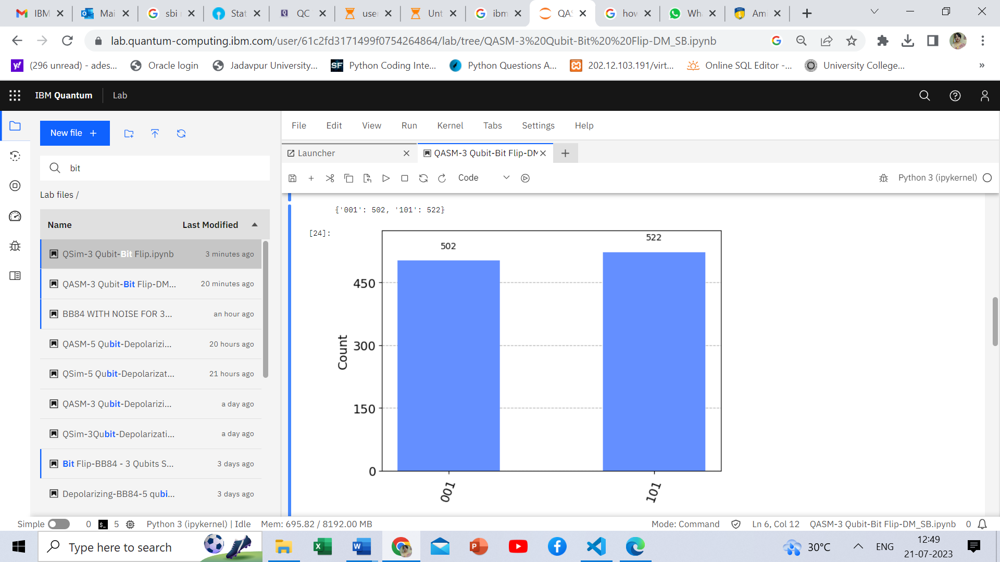 IBM
Mai
sbi r
Stat
QC
user
Unt
ibm
QAS
how
Wha
Ami
lab.quantum-computing.ibm.com/user/61c2fd3171499f0754264864/lab/tree/QASM-3%20Qubit-Bit%20%20Flip-DM_SB.ipynb
(296 unread) - ades...
Oracle login
Jadavpur University...
SF
Python Coding Inte...
Python Questions A...
202.12.103.191/virt...
Online SQL Editor -...
University College...
»
IBM Quantum
Lab
New file +
File Edit View Run Kernel Tabs Settings Help
Launcher
QASM-3 Qubit-Bit Flip-DM
bit
Code
Python 3 (ipykernel)
Lab files /
Name
Last Modified
QSim-3 Qubit-Bit Flip.ipynb 3 minutes ago
QASM-3 Qubit-Bit Flip-DM... 20 minutes ago
BB84 WITH NOISE FOR 3... an hour ago
QASM-5 Qubit-Depolarizi... 20 hours ago
QSim-5 Qubit-Depolarizat... 21 hours ago
QASM-3 Qubit-Depolarizi... a day ago
QSim-3Qubit-Depolarizati... a day ago
Bit Flip-BB84 - 3 Qubits S... 3 days ago
Depolarizing-BB84-5 qubi... 3 days ago
{'001': 502, '101': 522}
[24]:
502
522
450
300
150
0
Count
001
101
Simple
0
5
Python 3 (ipykernel) | Idle
Mem: 695.82 / 8192.00 MB
Mode: Command
Ln 6, Col 12
QASM-3 Qubit-Bit Flip-DM_SB.ipynb
0
Type here to search
30°C
ENG
12:49
21-07-2023